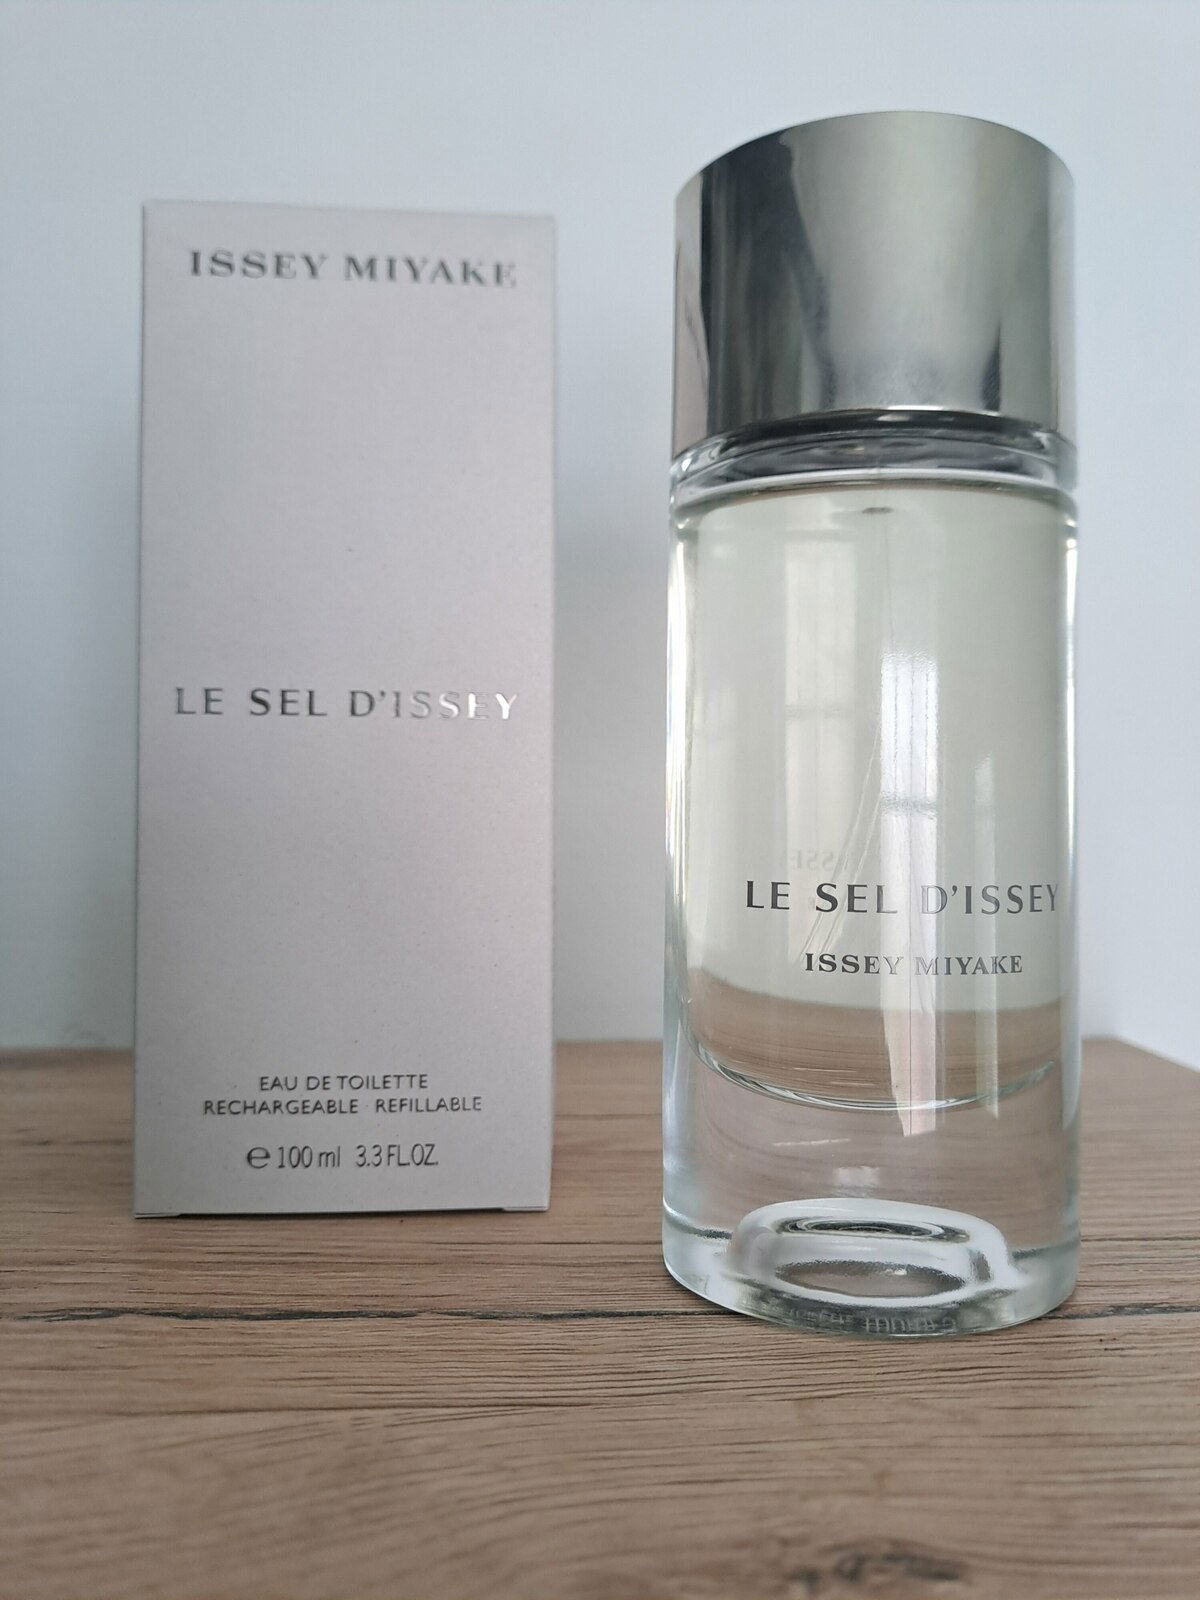 ISSEY MIYAKE
LE SEL D'ISSEY
EAU DE TOILETTE
RECHARGEABLE · REFILLABLE
℮ 100 ml 3.3 FL.OZ.
LE SEL D'ISSEY
ISSEY MIYAKE